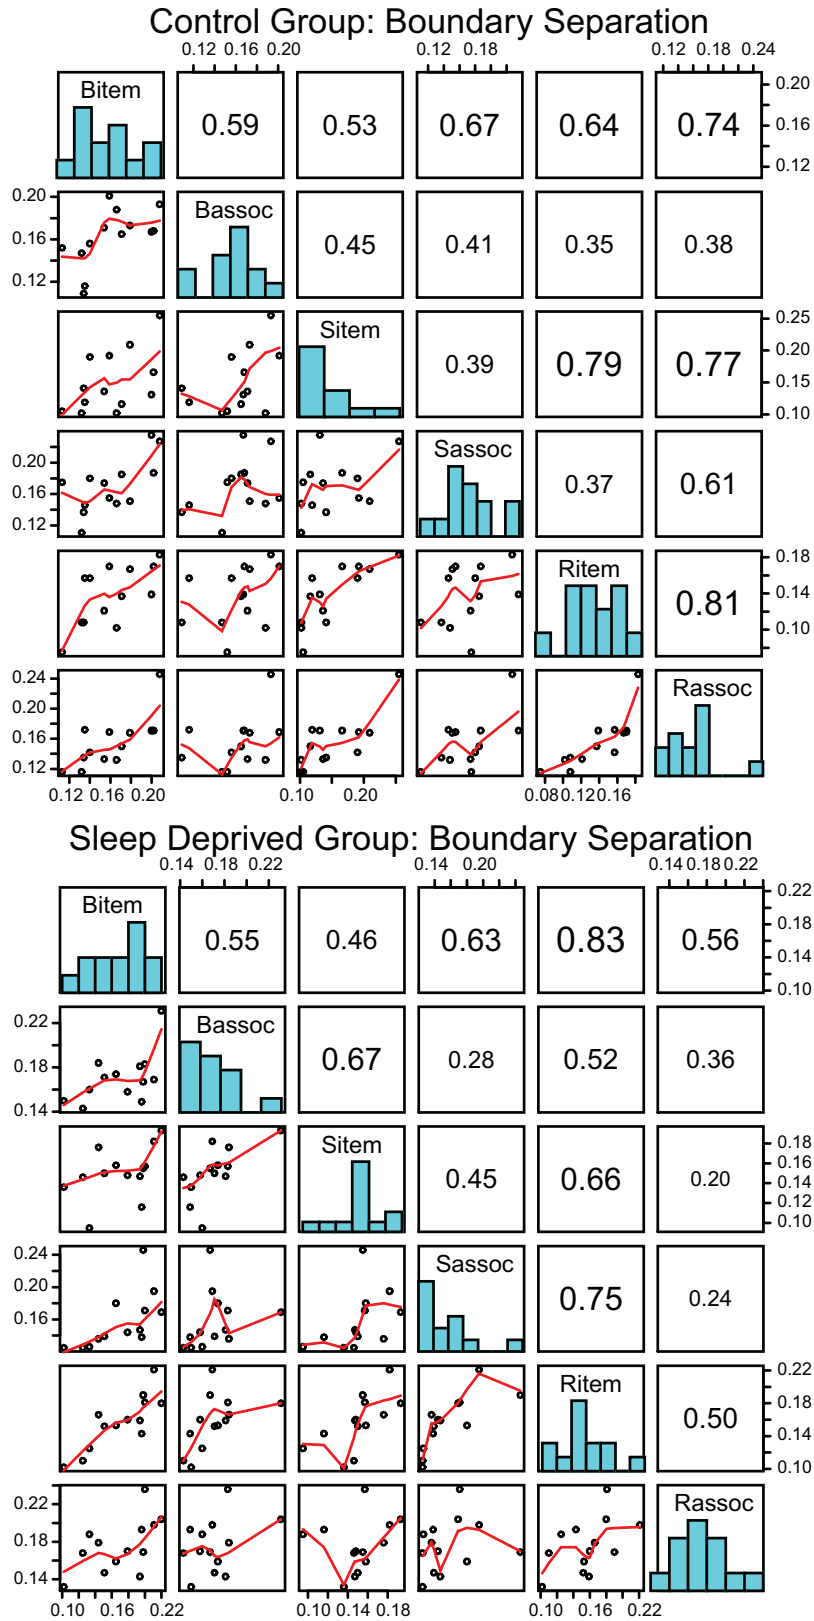 Control Group: Boundary Separation
0.12 0.16 0.20 0.12 0.18 0.12 0.18 0.24
Bitem 0.59 0.53 0.67 0.64 0.74 0.20 0.16 0.12
0.20 0.16 0.12 Bassoc 0.45 0.41 0.35 0.38
Sitem 0.39 0.79 0.77 0.25 0.20 0.15 0.10
0.20 0.16 0.12 Sassoc 0.37 0.61
Ritem 0.81 0.18 0.14 0.10
0.24 0.20 0.16 0.12 Rassoc
0.12 0.16 0.20 0.10 0.20 0.08 0.12 0.16
Sleep Deprived Group: Boundary Separation
0.14 0.18 0.22 0.14 0.20 0.14 0.18 0.22
Bitem 0.55 0.46 0.63 0.83 0.56 0.22 0.18 0.14 0.10
0.22 0.18 0.14 Bassoc 0.67 0.28 0.52 0.36
Sitem 0.45 0.66 0.20 0.18 0.16 0.14 0.12 0.10
0.24 0.20 0.16 Sassoc 0.75 0.24
Ritem 0.50 0.22 0.18 0.14 0.10
0.22 0.18 0.14 Rassoc
0.10 0.16 0.22 0.10 0.14 0.18 0.10 0.16 0.22